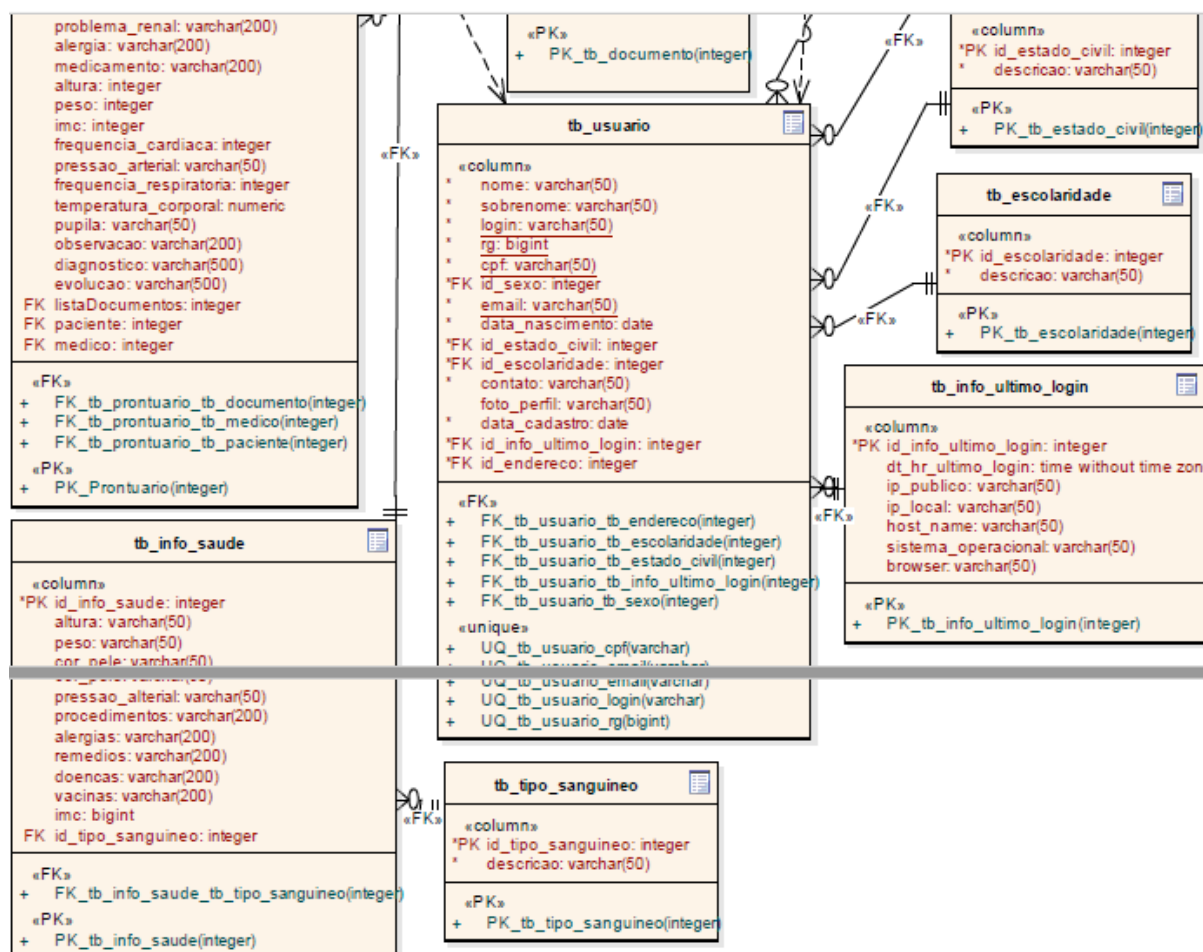 problema_renal: varchar(200)
alergia: varchar(200)
medicamento: varchar(200)
altura: integer
peso: integer
imc: integer
frequencia_cardiaca: integer
pressao_arterial: varchar(50)
frequencia_respiratoria: integer
temperatura_corporal: numeric
pupila: varchar(50)
observacao: varchar(200)
diagnostico: varchar(500)
evolucao: varchar(500)
FK listaDocumentos: integer
FK paciente: integer
FK medico: integer
«FK»
+ FK_tb_prontuario_tb_documento(integer)
+ FK_tb_prontuario_tb_medico(integer)
+ FK_tb_prontuario_tb_paciente(integer)
«PK»
+ PK_Prontuario(integer)
«FK»
«PK»
+ PK_tb_documento(integer)
tb_usuario
«column»
* nome: varchar(50)
* sobrenome: varchar(50)
* login: varchar(50)
* rg: bigint
* cpf: varchar(50)
*FK id_sexo: integer
* email: varchar(50)
* data_nascimento: date
*FK id_estado_civil: integer
*FK id_escolaridade: integer
* contato: varchar(50)
foto_perfil: varchar(50)
* data_cadastro: date
*FK id_info_ultimo_login: integer
*FK id_endereco: integer
«FK»
+ FK_tb_usuario_tb_endereco(integer)
+ FK_tb_usuario_tb_escolaridade(integer)
+ FK_tb_usuario_tb_estado_civil(integer)
+ FK_tb_usuario_tb_info_ultimo_login(integer)
+ FK_tb_usuario_tb_sexo(integer)
«unique»
+ UQ_tb_usuario_cpf(varchar)
+ UQ_tb_usuario_email(varchar)
+ UQ_tb_usuario_login(varchar)
+ UQ_tb_usuario_rg(bigint)
«FK»
«FK»
«FK»
«FK»
«column»
*PK id_estado_civil: integer
* descricao: varchar(50)
«PK»
+ PK_tb_estado_civil(integer)
tb_escolaridade
«column»
*PK id_escolaridade: integer
* descricao: varchar(50)
«PK»
+ PK_tb_escolaridade(integer)
tb_info_ultimo_login
«column»
*PK id_info_ultimo_login: integer
dt_hr_ultimo_login: time without time zon
ip_publico: varchar(50)
ip_local: varchar(50)
host_name: varchar(50)
sistema_operacional: varchar(50)
browser: varchar(50)
«PK»
+ PK_tb_info_ultimo_login(integer)
tb_info_saude
«column»
*PK id_info_saude: integer
altura: varchar(50)
peso: varchar(50)
cor_pele: varchar(50)
pressao_alterial: varchar(50)
procedimentos: varchar(200)
alergias: varchar(200)
remedios: varchar(200)
doencas: varchar(200)
vacinas: varchar(200)
imc: bigint
FK id_tipo_sanguineo: integer
«FK»
+ FK_tb_info_saude_tb_tipo_sanguineo(integer)
«PK»
+ PK_tb_info_saude(integer)
«FK»
tb_tipo_sanguineo
«column»
*PK id_tipo_sanguineo: integer
* descricao: varchar(50)
«PK»
+ PK_tb_tipo_sanguineo(integer)